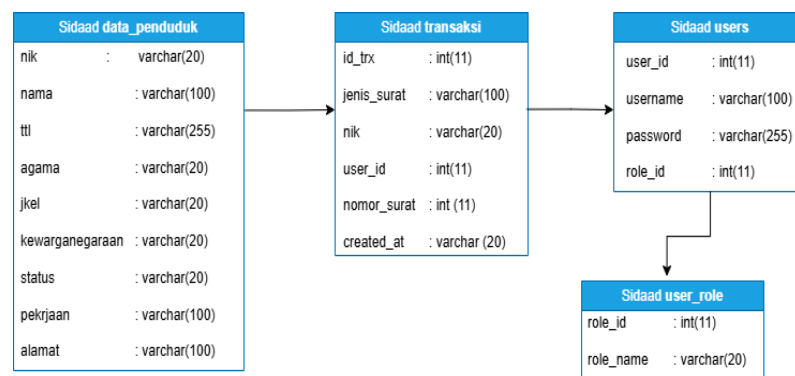 Sidaad data_penduduk
nik : varchar(20)
nama : varchar(100)
ttl : varchar(255)
agama : varchar(20)
jkel : varchar(20)
kewarganegaraan : varchar(20)
status : varchar(20)
pekrjaan : varchar(100)
alamat : varchar(100)
Sidaad transaksi
id_trx : int(11)
jenis_surat : varchar(100)
nik : varchar(20)
user_id : int(11)
nomor_surat : int (11)
created_at : varchar (20)
Sidaad users
user_id : int(11)
username : varchar(100)
password : varchar(255)
role_id : int(11)
Sidaad user_role
role_id : int(11)
role_name : varchar(20)